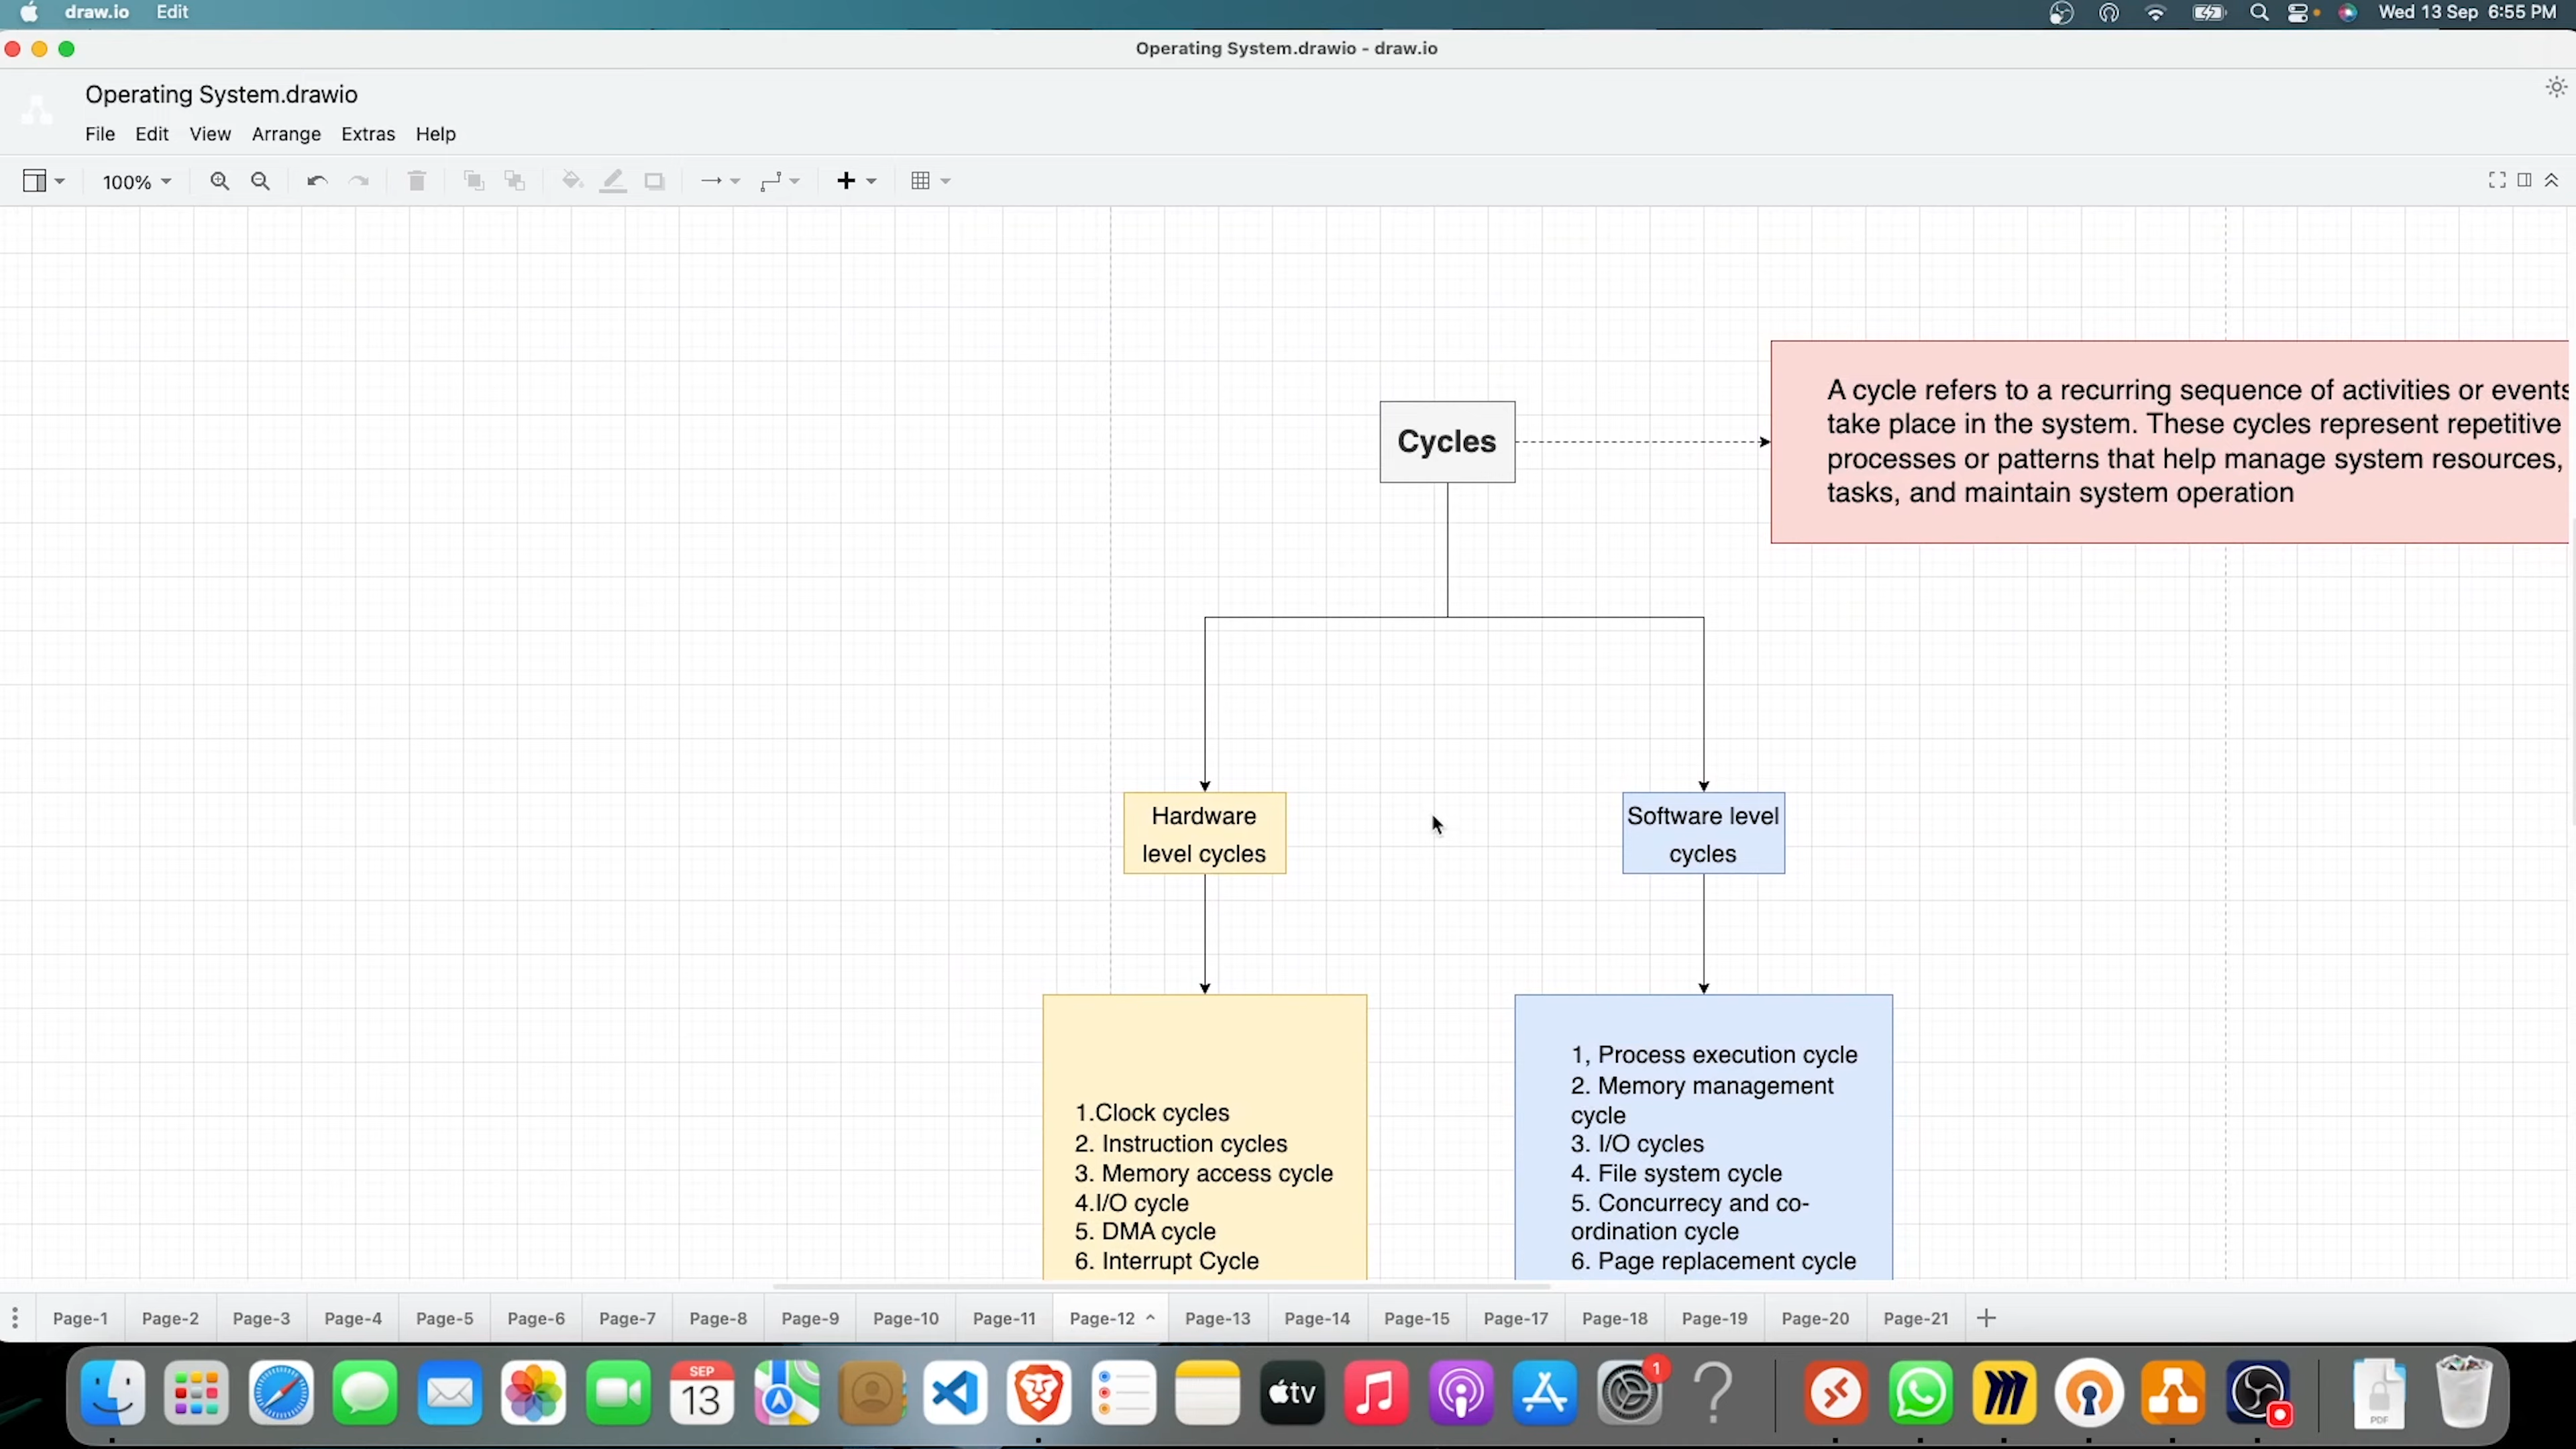 draw.io Edit
Wed 13 Sep 6:55 PM
Operating System.drawio - draw.io
Operating System.drawio
File Edit View Arrange Extras Help
100%
Cycles
A cycle refers to a recurring sequence of activities or events
take place in the system. These cycles represent repetitive
processes or patterns that help manage system resources,
tasks, and maintain system operation
Hardware
level cycles
Software level
cycles
1.Clock cycles
2. Instruction cycles
3. Memory access cycle
4.I/O cycle
5. DMA cycle
6. Interrupt Cycle
1, Process execution cycle
2. Memory management
cycle
3. I/O cycles
4. File system cycle
5. Concurrecy and co-
ordination cycle
6. Page replacement cycle
Page-1 Page-2 Page-3 Page-4 Page-5 Page-6 Page-7 Page-8 Page-9 Page-10 Page-11 Page-12 Page-13 Page-14 Page-15 Page-17 Page-18 Page-19 Page-20 Page-21
SEP
13
tv
1
PDF